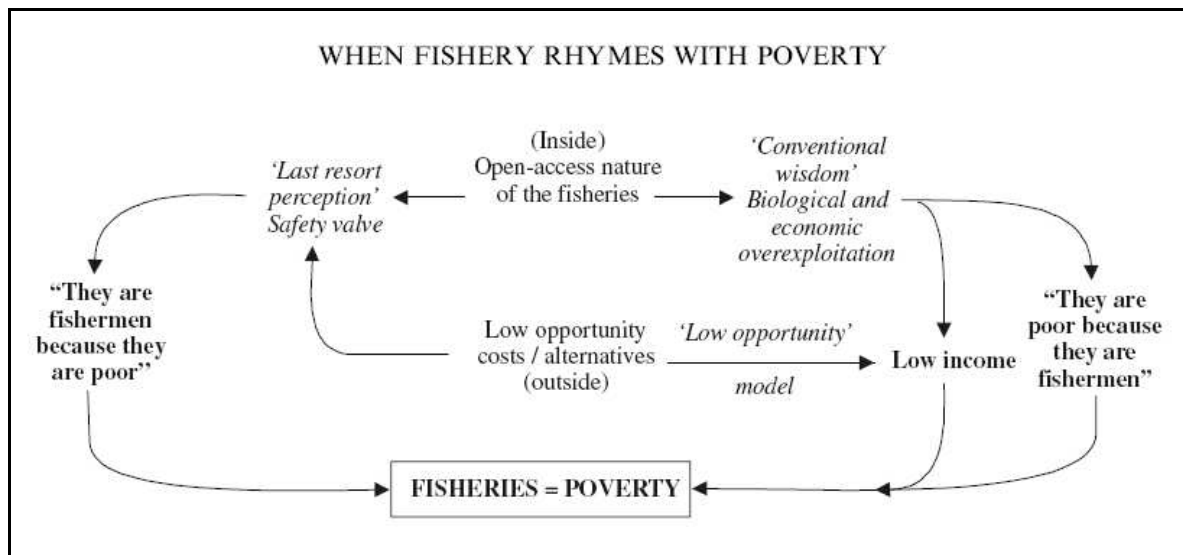 WHEN FISHERY RHYMES WITH POVERTY
‘Last resort
perception’
Safety valve
(Inside)
Open-access nature
of the fisheries
‘Conventional
wisdom’
Biological and
economic
overexploitation
“They are
fishermen
because they
are poor”
Low opportunity
costs / alternatives
(outside)
‘Low opportunity’
model
Low income
“They are
poor because
they are
fishermen”
FISHERIES = POVERTY